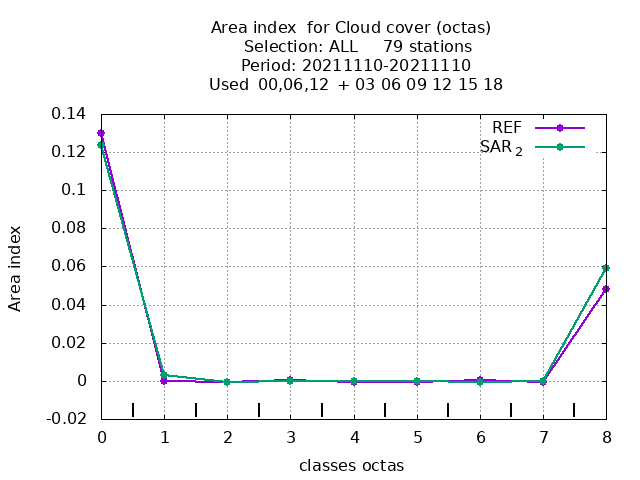 Area index  for Cloud cover (octas)
Selection: ALL     79 stations
Period: 20211110-20211110
Used  00,06,12  + 03 06 09 12 15 18
REF
SAR 2
0.14
0.12
0.1
0.08
0.06
0.04
0.02
0
-0.02
Area index
0 1 2 3 4 5 6 7 8
classes octas